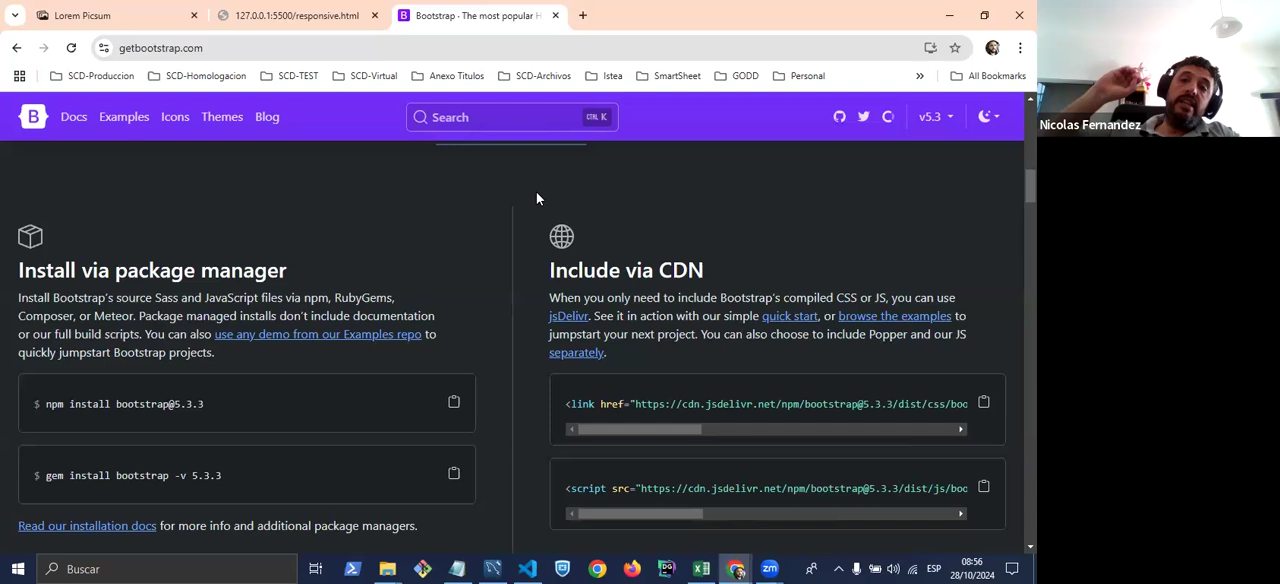 Lorem Picsum
127.0.0.1:5500/responsive.html
Bootstrap · The most popular H
getbootstrap.com
SCD-Produccion
SCD-Homologacion
SCD-TEST
SCD-Virtual
Anexo Titulos
SCD-Archivos
Istea
SmartSheet
GODD
Personal
All Bookmarks
B
Docs
Examples
Icons
Themes
Blog
Search
CTRL K
v5.3
Nicolas Fernandez
Install via package manager
Install Bootstrap's source Sass and JavaScript files via npm, RubyGems,
Composer, or Meteor. Package managed installs don't include documentation
or our full build scripts. You can also use any demo from our Examples repo to
quickly jumpstart Bootstrap projects.
$ npm install bootstrap@5.3.3
$ gem install bootstrap -v 5.3.3
Read our installation docs for more info and additional package managers.
Include via CDN
When you only need to include Bootstrap's compiled CSS or JS, you can use
jsDelivr. See it in action with our simple quick start, or browse the examples to
jumpstart your next project. You can also choose to include Popper and our JS
separately.
<link href="https://cdn.jsdelivr.net/npm/bootstrap@5.3.3/dist/css/boo
<script src="https://cdn.jsdelivr.net/npm/bootstrap@5.3.3/dist/js/boo
Buscar
zm
ESP
08:56
28/10/2024